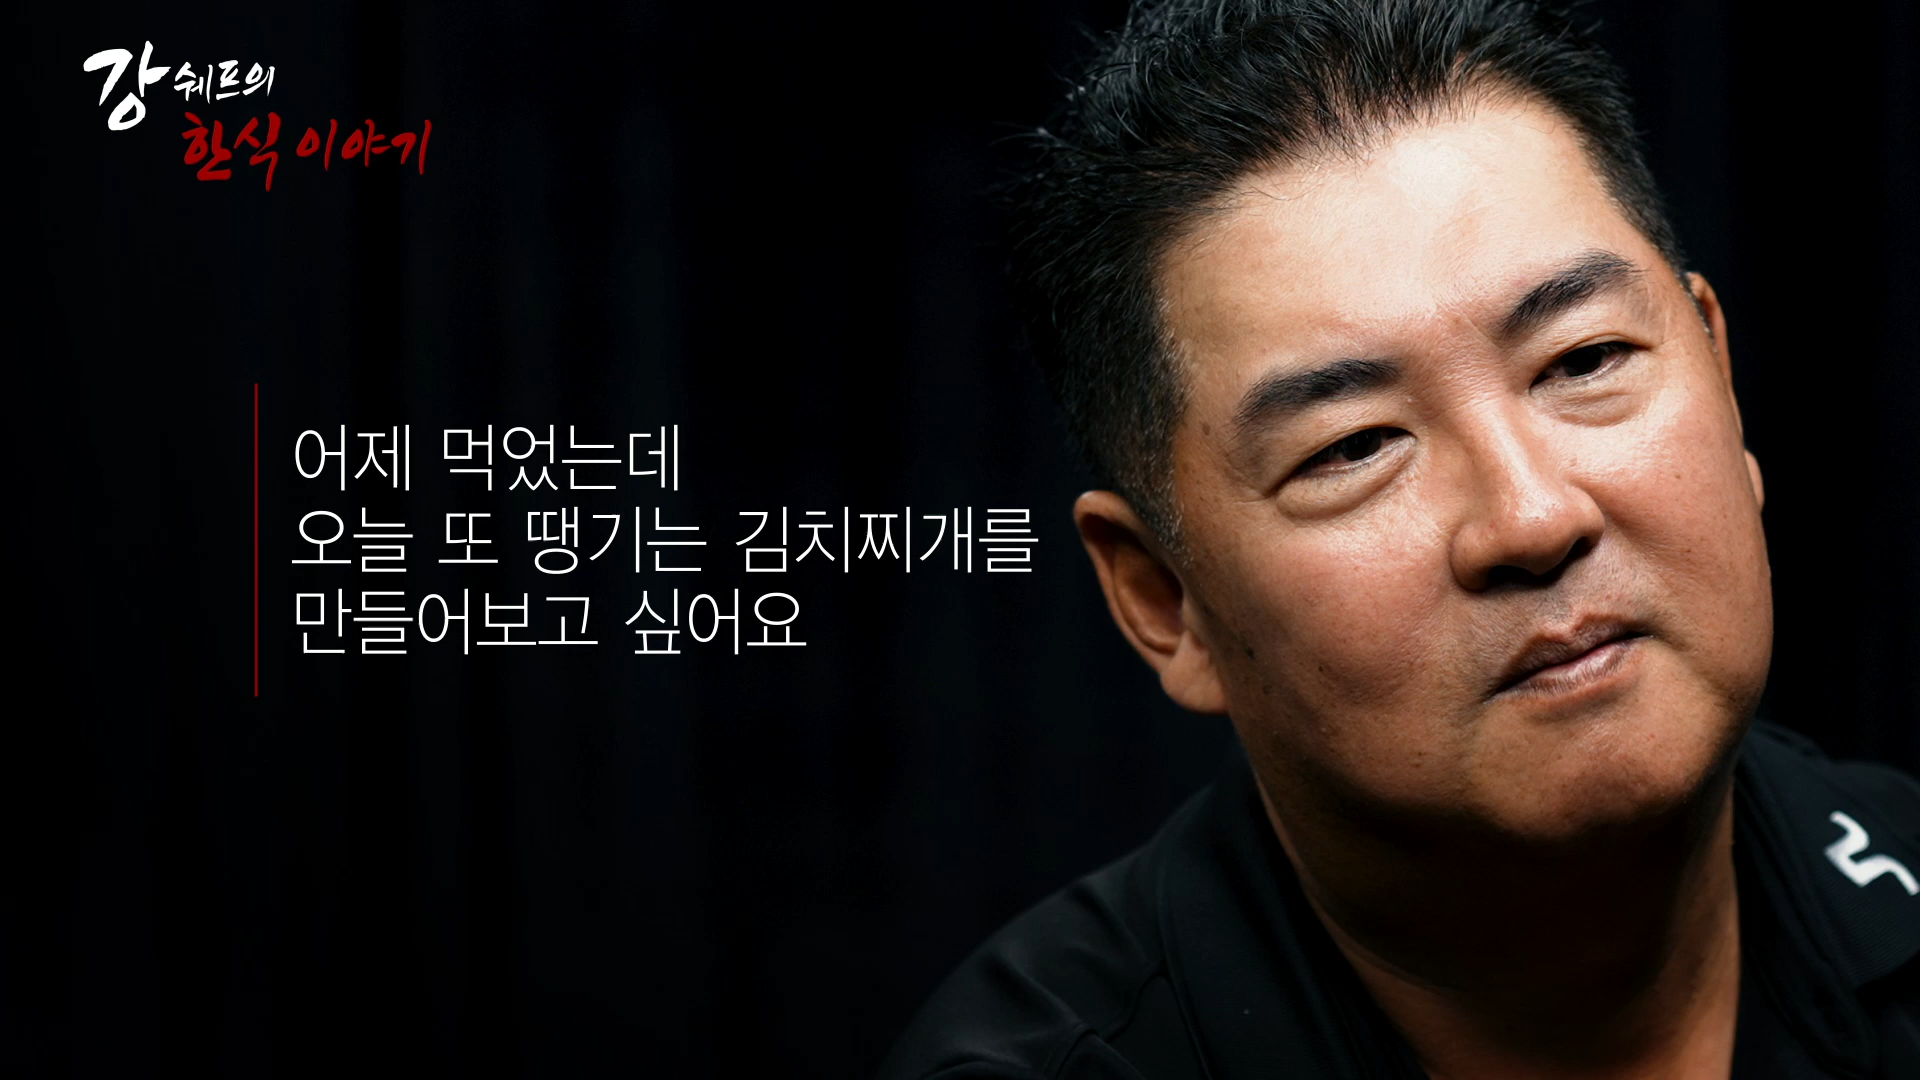 강 쉐프의
한식 이야기
어제 먹었는데
오늘 또 땡기는 김치찌개를
만들어보고 싶어요